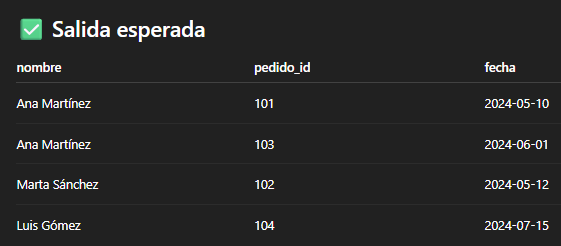 ✅ Salida esperada
nombre pedido_id fecha
Ana Martínez 101 2024-05-10
Ana Martínez 103 2024-06-01
Marta Sánchez 102 2024-05-12
Luis Gómez 104 2024-07-15